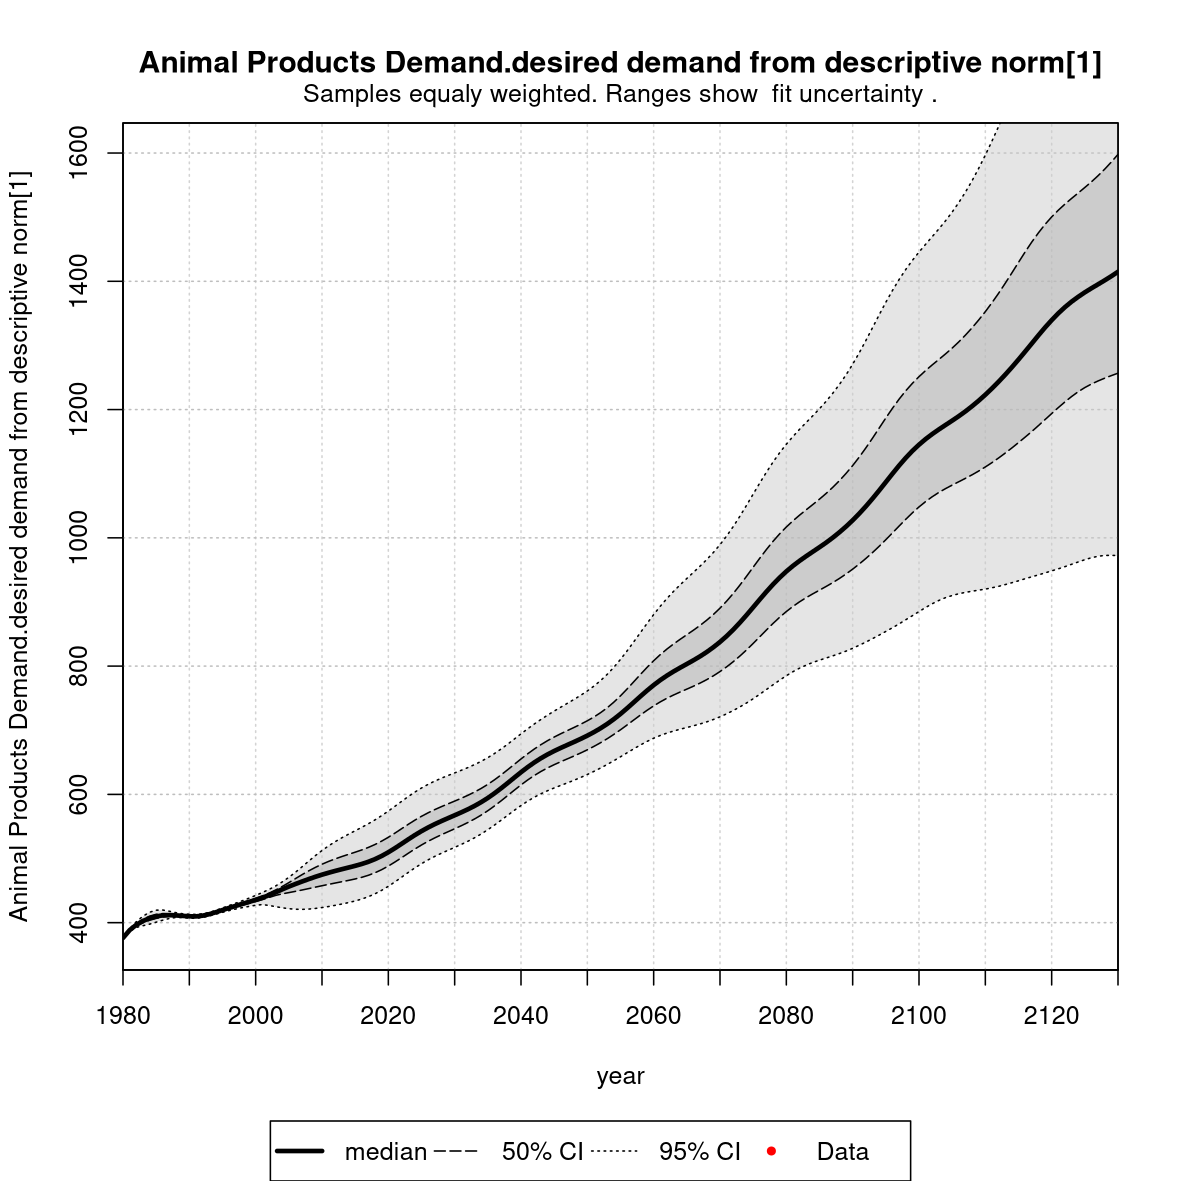 Animal Products Demand.desired demand from descriptive norm[1]
Samples equaly weighted. Ranges show  fit uncertainty .
Animal Products Demand.desired demand from descriptive norm[1]
1600
1400
1200
1000
800
600
400
1980 2000 2020 2040 2060 2080 2100 2120
year
median 50% CI 95% CI Data